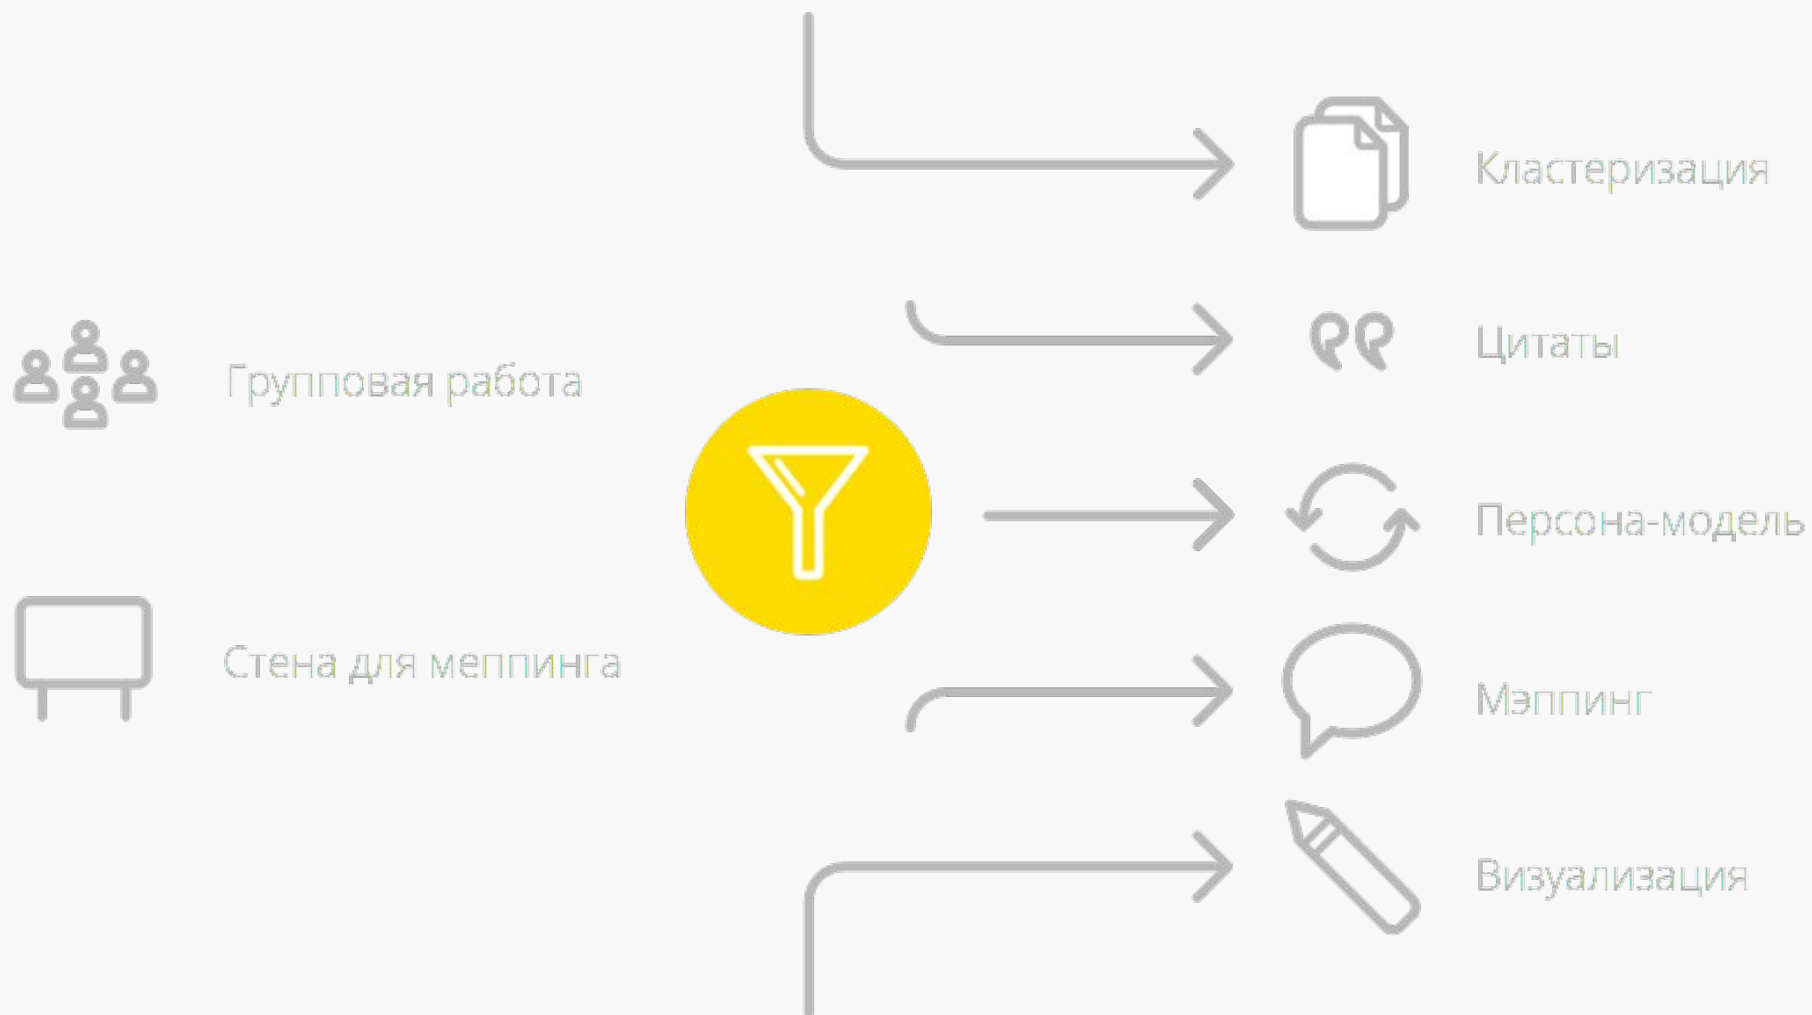 Групповая работа
Стена для меппинга
Кластеризация
Цитаты
Персона-модель
Мэппинг
Визуализация